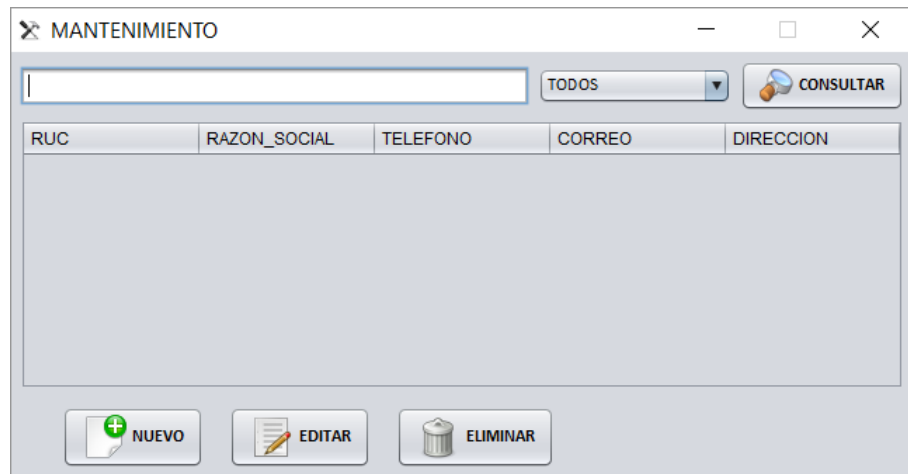 MANTENIMIENTO
TODOS CONSULTAR
RUC RAZON_SOCIAL TELEFONO CORREO DIRECCION
NUEVO EDITAR ELIMINAR